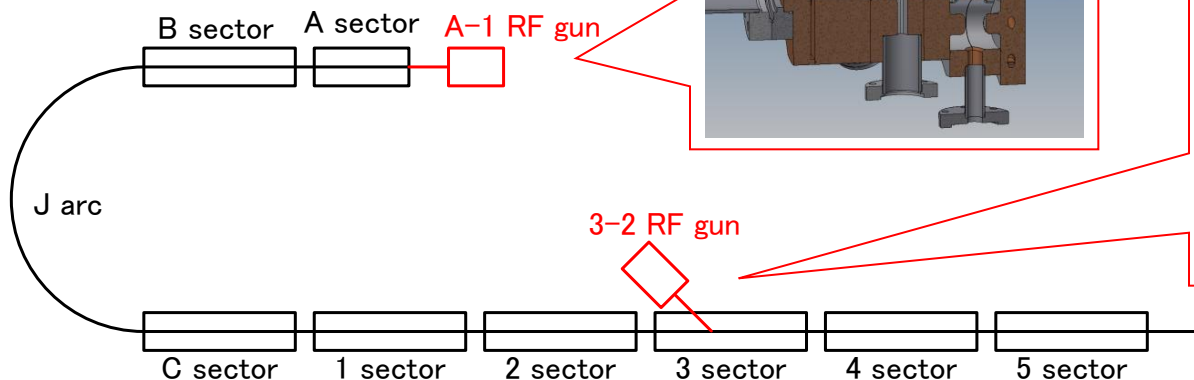 B sector
A sector
A-1 RF gun
J arc
3-2 RF gun
C sector
1 sector
2 sector
3 sector
4 sector
5 sector